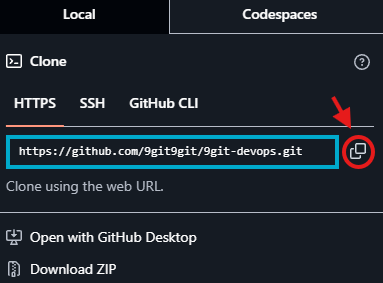 Local Codespaces
Clone
HTTPS SSH GitHub CLI
https://github.com/9git9git/9git-devops.git
Clone using the web URL.
Open with GitHub Desktop
Download ZIP